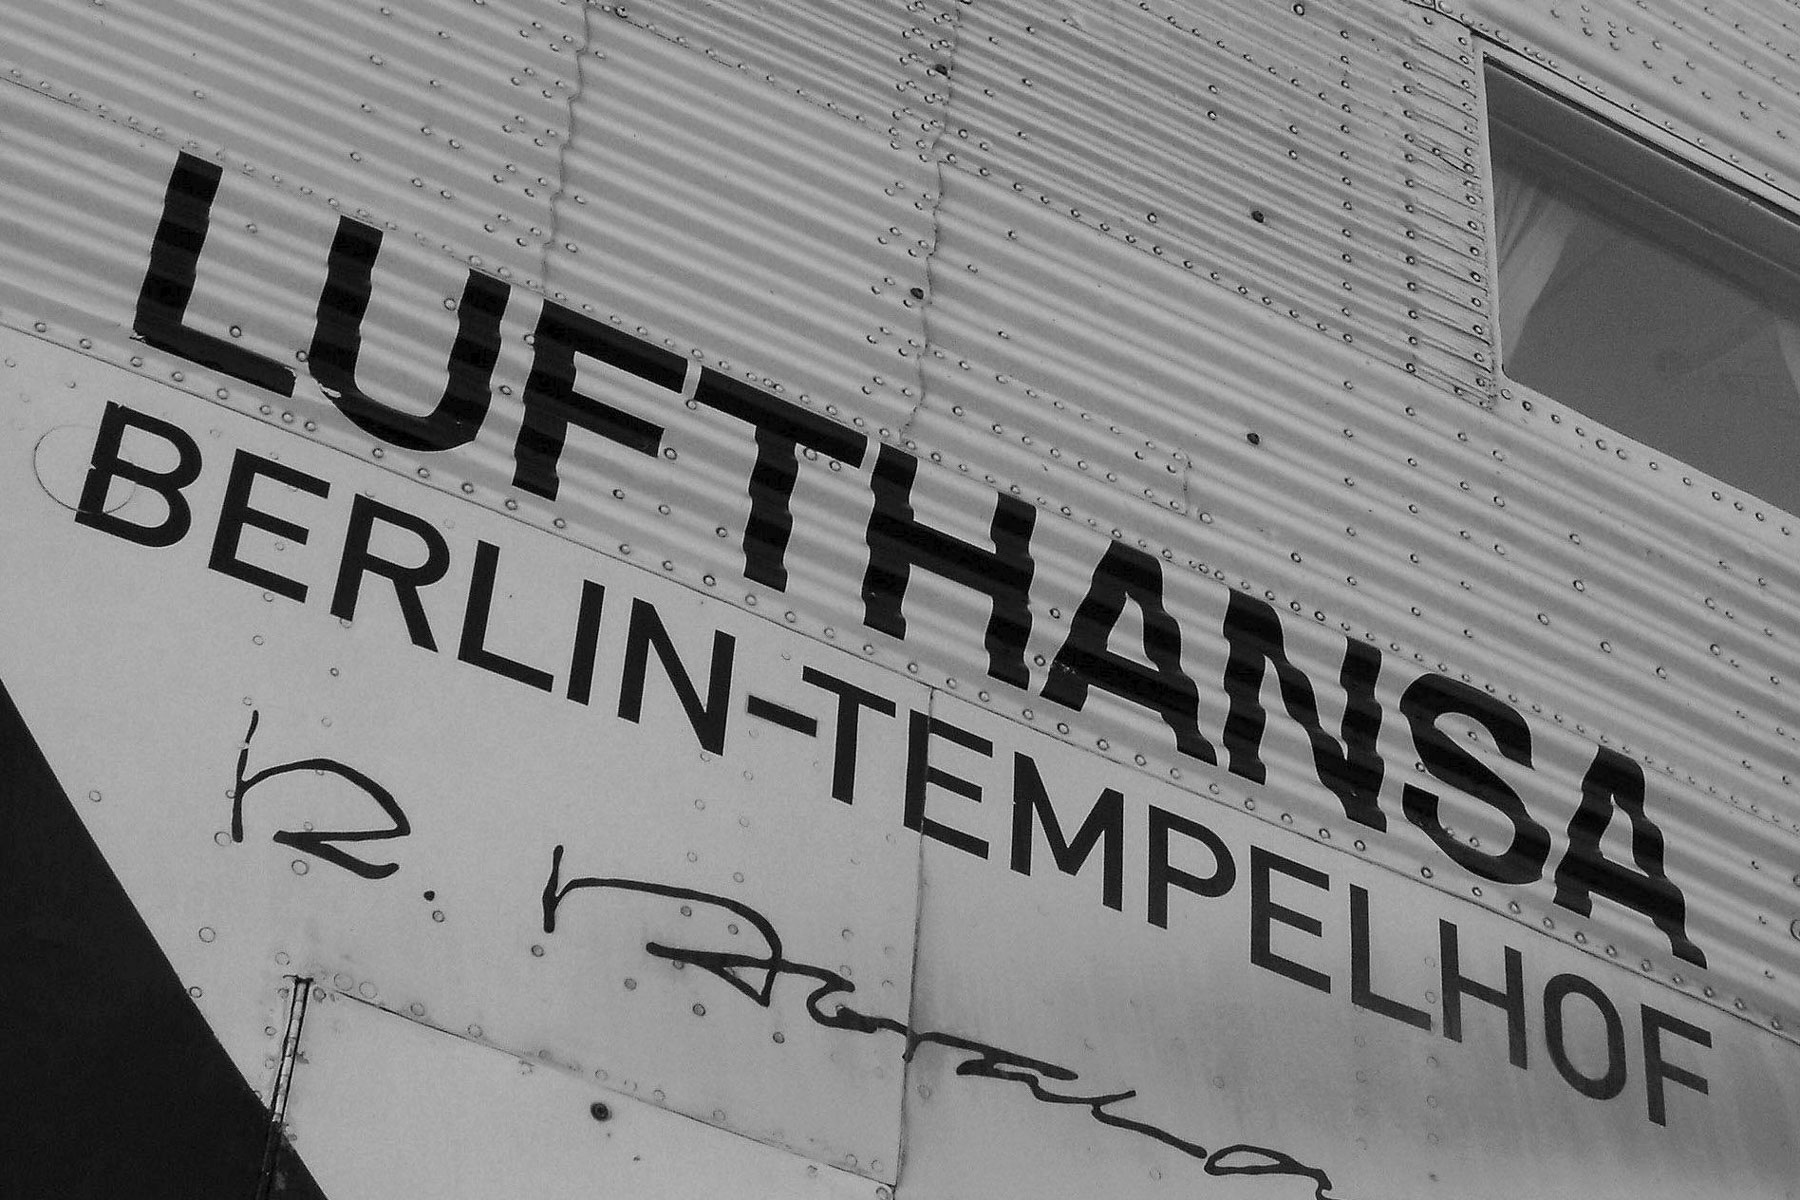 LUFTHANSA
BERLIN-TEMPELHOF
R.